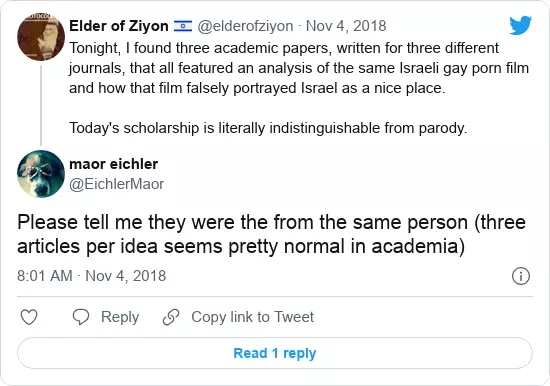 Elder of Ziyon 🇮🇱 @elderofziyon · Nov 4, 2018
Tonight, I found three academic papers, written for three different
journals, that all featured an analysis of the same Israeli gay porn film
and how that film falsely portrayed Israel as a nice place.
Today's scholarship is literally indistinguishable from parody.
maor eichler
@EichlerMaor
Please tell me they were the from the same person (three
articles per idea seems pretty normal in academia)
8:01 AM · Nov 4, 2018
Reply Copy link to Tweet
Read 1 reply